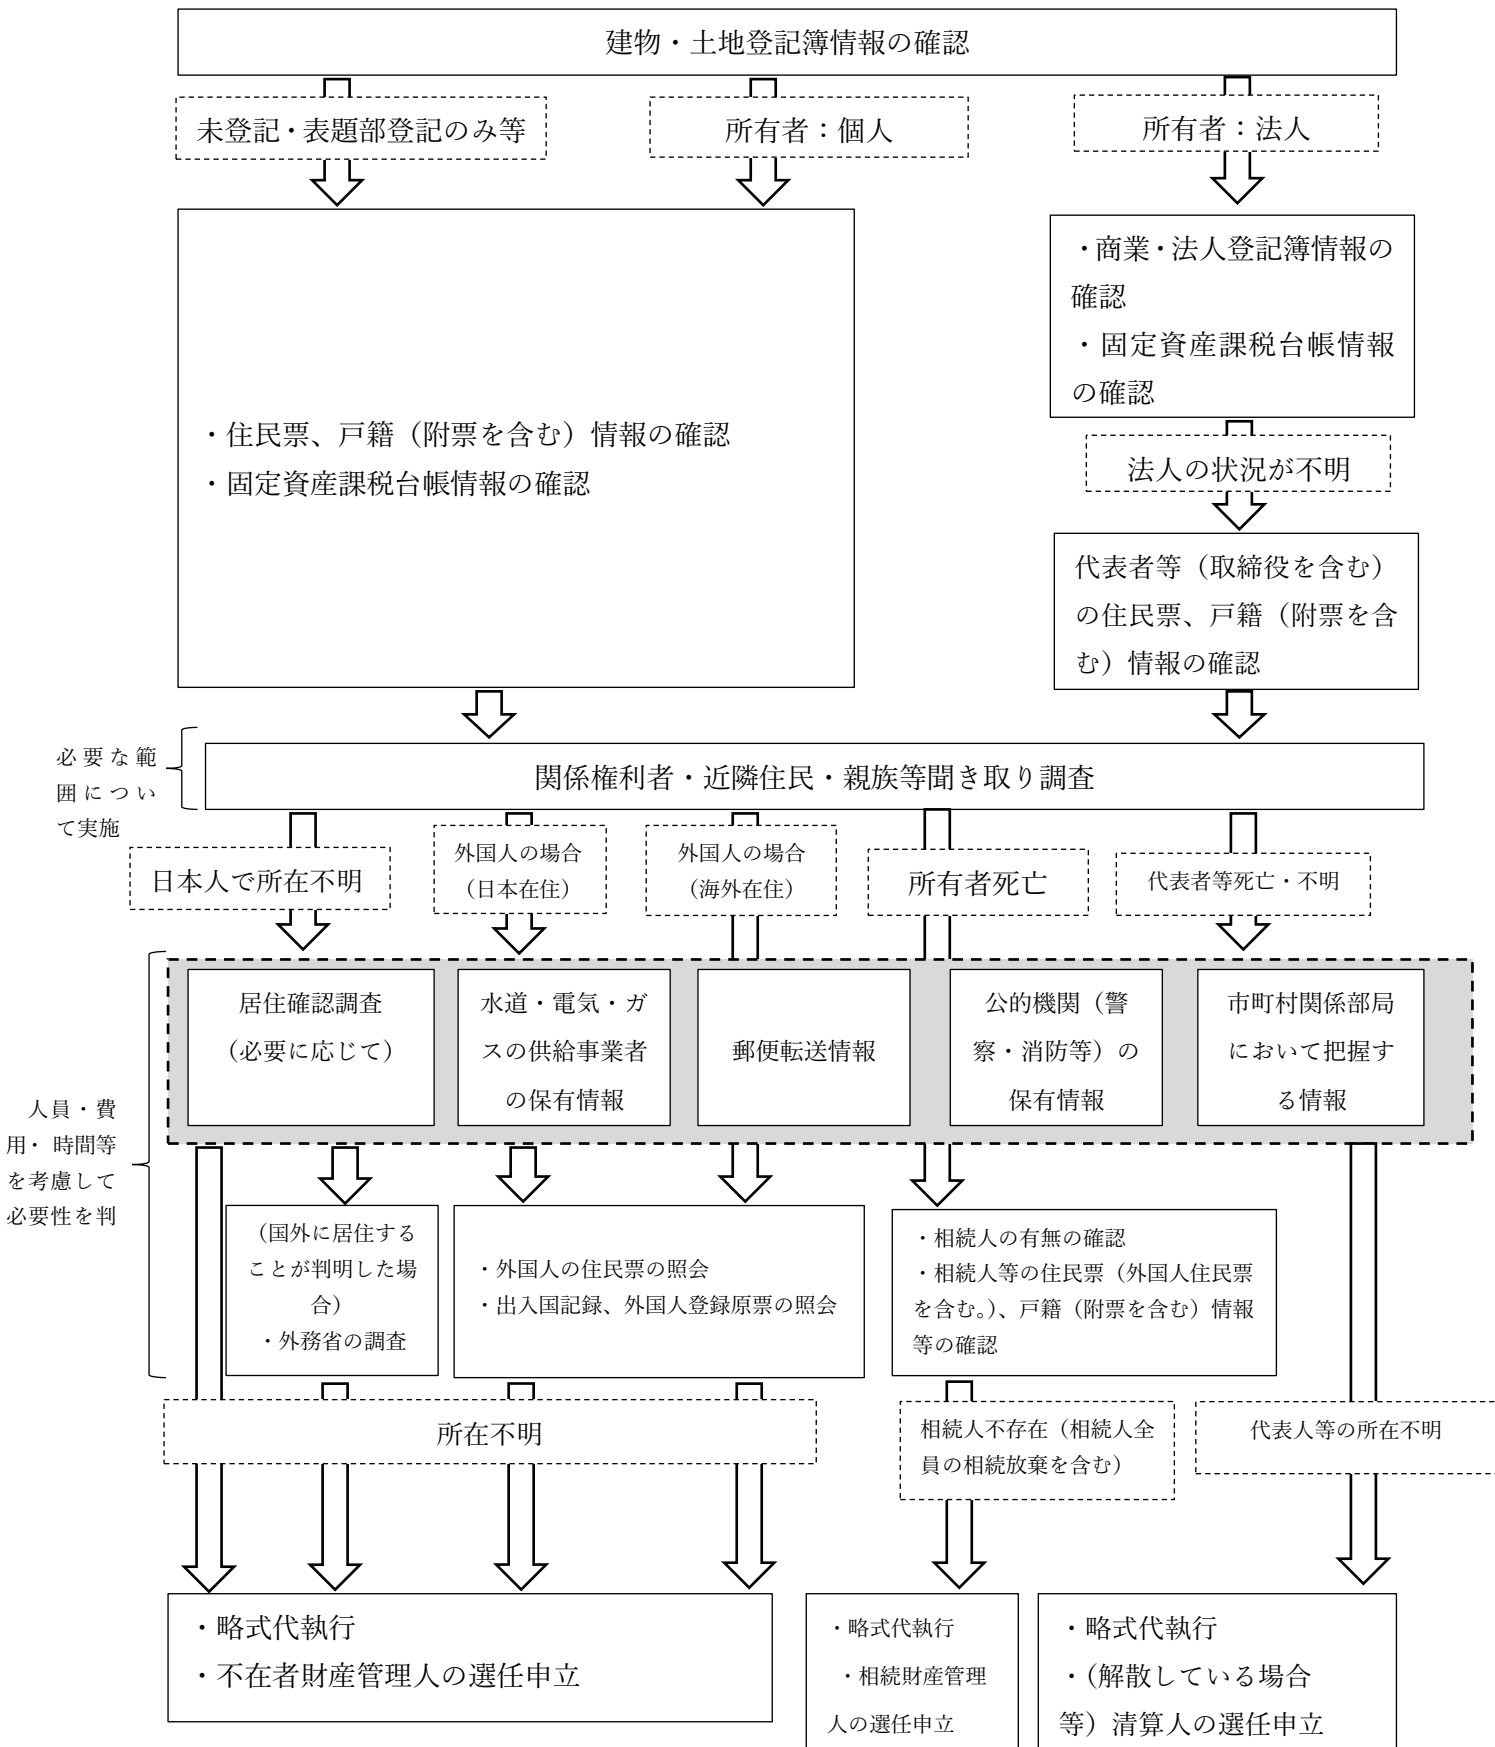 建物・土地登記簿情報の確認
未登記・表題部登記のみ等
所有者：個人
所有者：法人
・商業・法人登記簿情報の
確認
・固定資産課税台帳情報
の確認
・住民票、戸籍（附票を含む）情報の確認
・固定資産課税台帳情報の確認
法人の状況が不明
代表者等（取締役を含む）
の住民票、戸籍（附票を含
む）情報の確認
必要な範
囲につい
て実施
関係権利者・近隣住民・親族等聞き取り調査
日本人で所在不明
外国人の場合
（日本在住）
外国人の場合
（海外在住）
所有者死亡
代表者等死亡・不明
人員・費
用・ 時間等
を考慮して
必要性を判
居住確認調査
（必要に応じて）
水道・電気・ガ
スの供給事業者
の保有情報
郵便転送情報
公的機関（警
察・消防等）の
保有情報
市町村関係部局
において把握す
る情報
（国外に居住する
ことが判明した場
合）
・外務省の調査
・外国人の住民票の照会
・出入国記録、外国人登録原票の照会
・相続人の有無の確認
・相続人等の住民票（外国人住民票
を含む。）、戸籍（附票を含む）情報
等の確認
所在不明
相続人不存在（相続人全
員の相続放棄を含む）
代表人等の所在不明
・略式代執行
・不在者財産管理人の選任申立
・略式代執行
・相続財産管理
人の選任申立
・略式代執行
・（解散している場合
等）清算人の選任申立